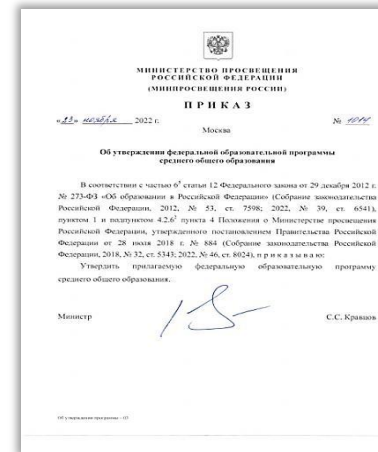 МИНИСТЕРСТВО ПРОСВЕЩЕНИЯ
РОССИЙСКОЙ ФЕДЕРАЦИИ
(МИНПРОСВЕЩЕНИЯ РОССИИ)
ПРИКАЗ
«23» ноября 2022 г. № 1014
Москва
Об утверждении федеральной образовательной программы
среднего общего образования
В соответствии с частью 6⁵ статьи 12 Федерального закона от 29 декабря 2012 г.
№ 273-ФЗ «Об образовании в Российской Федерации» (Собрание законодательства
Российской Федерации, 2012, № 53, ст. 7598; 2022, № 39, ст. 6541),
пунктом 1 и подпунктом 4.2.6³ пункта 4 Положения о Министерстве просвещения
Российской Федерации, утвержденного постановлением Правительства Российской
Федерации от 28 июля 2018 г. № 884 (Собрание законодательства Российской
Федерации, 2018, № 32, ст. 5343; 2022, № 46, ст. 8024), п р и к а з ы в а ю:
Утвердить прилагаемую федеральную образовательную программу
среднего общего образования.
Министр С.С. Кравцов